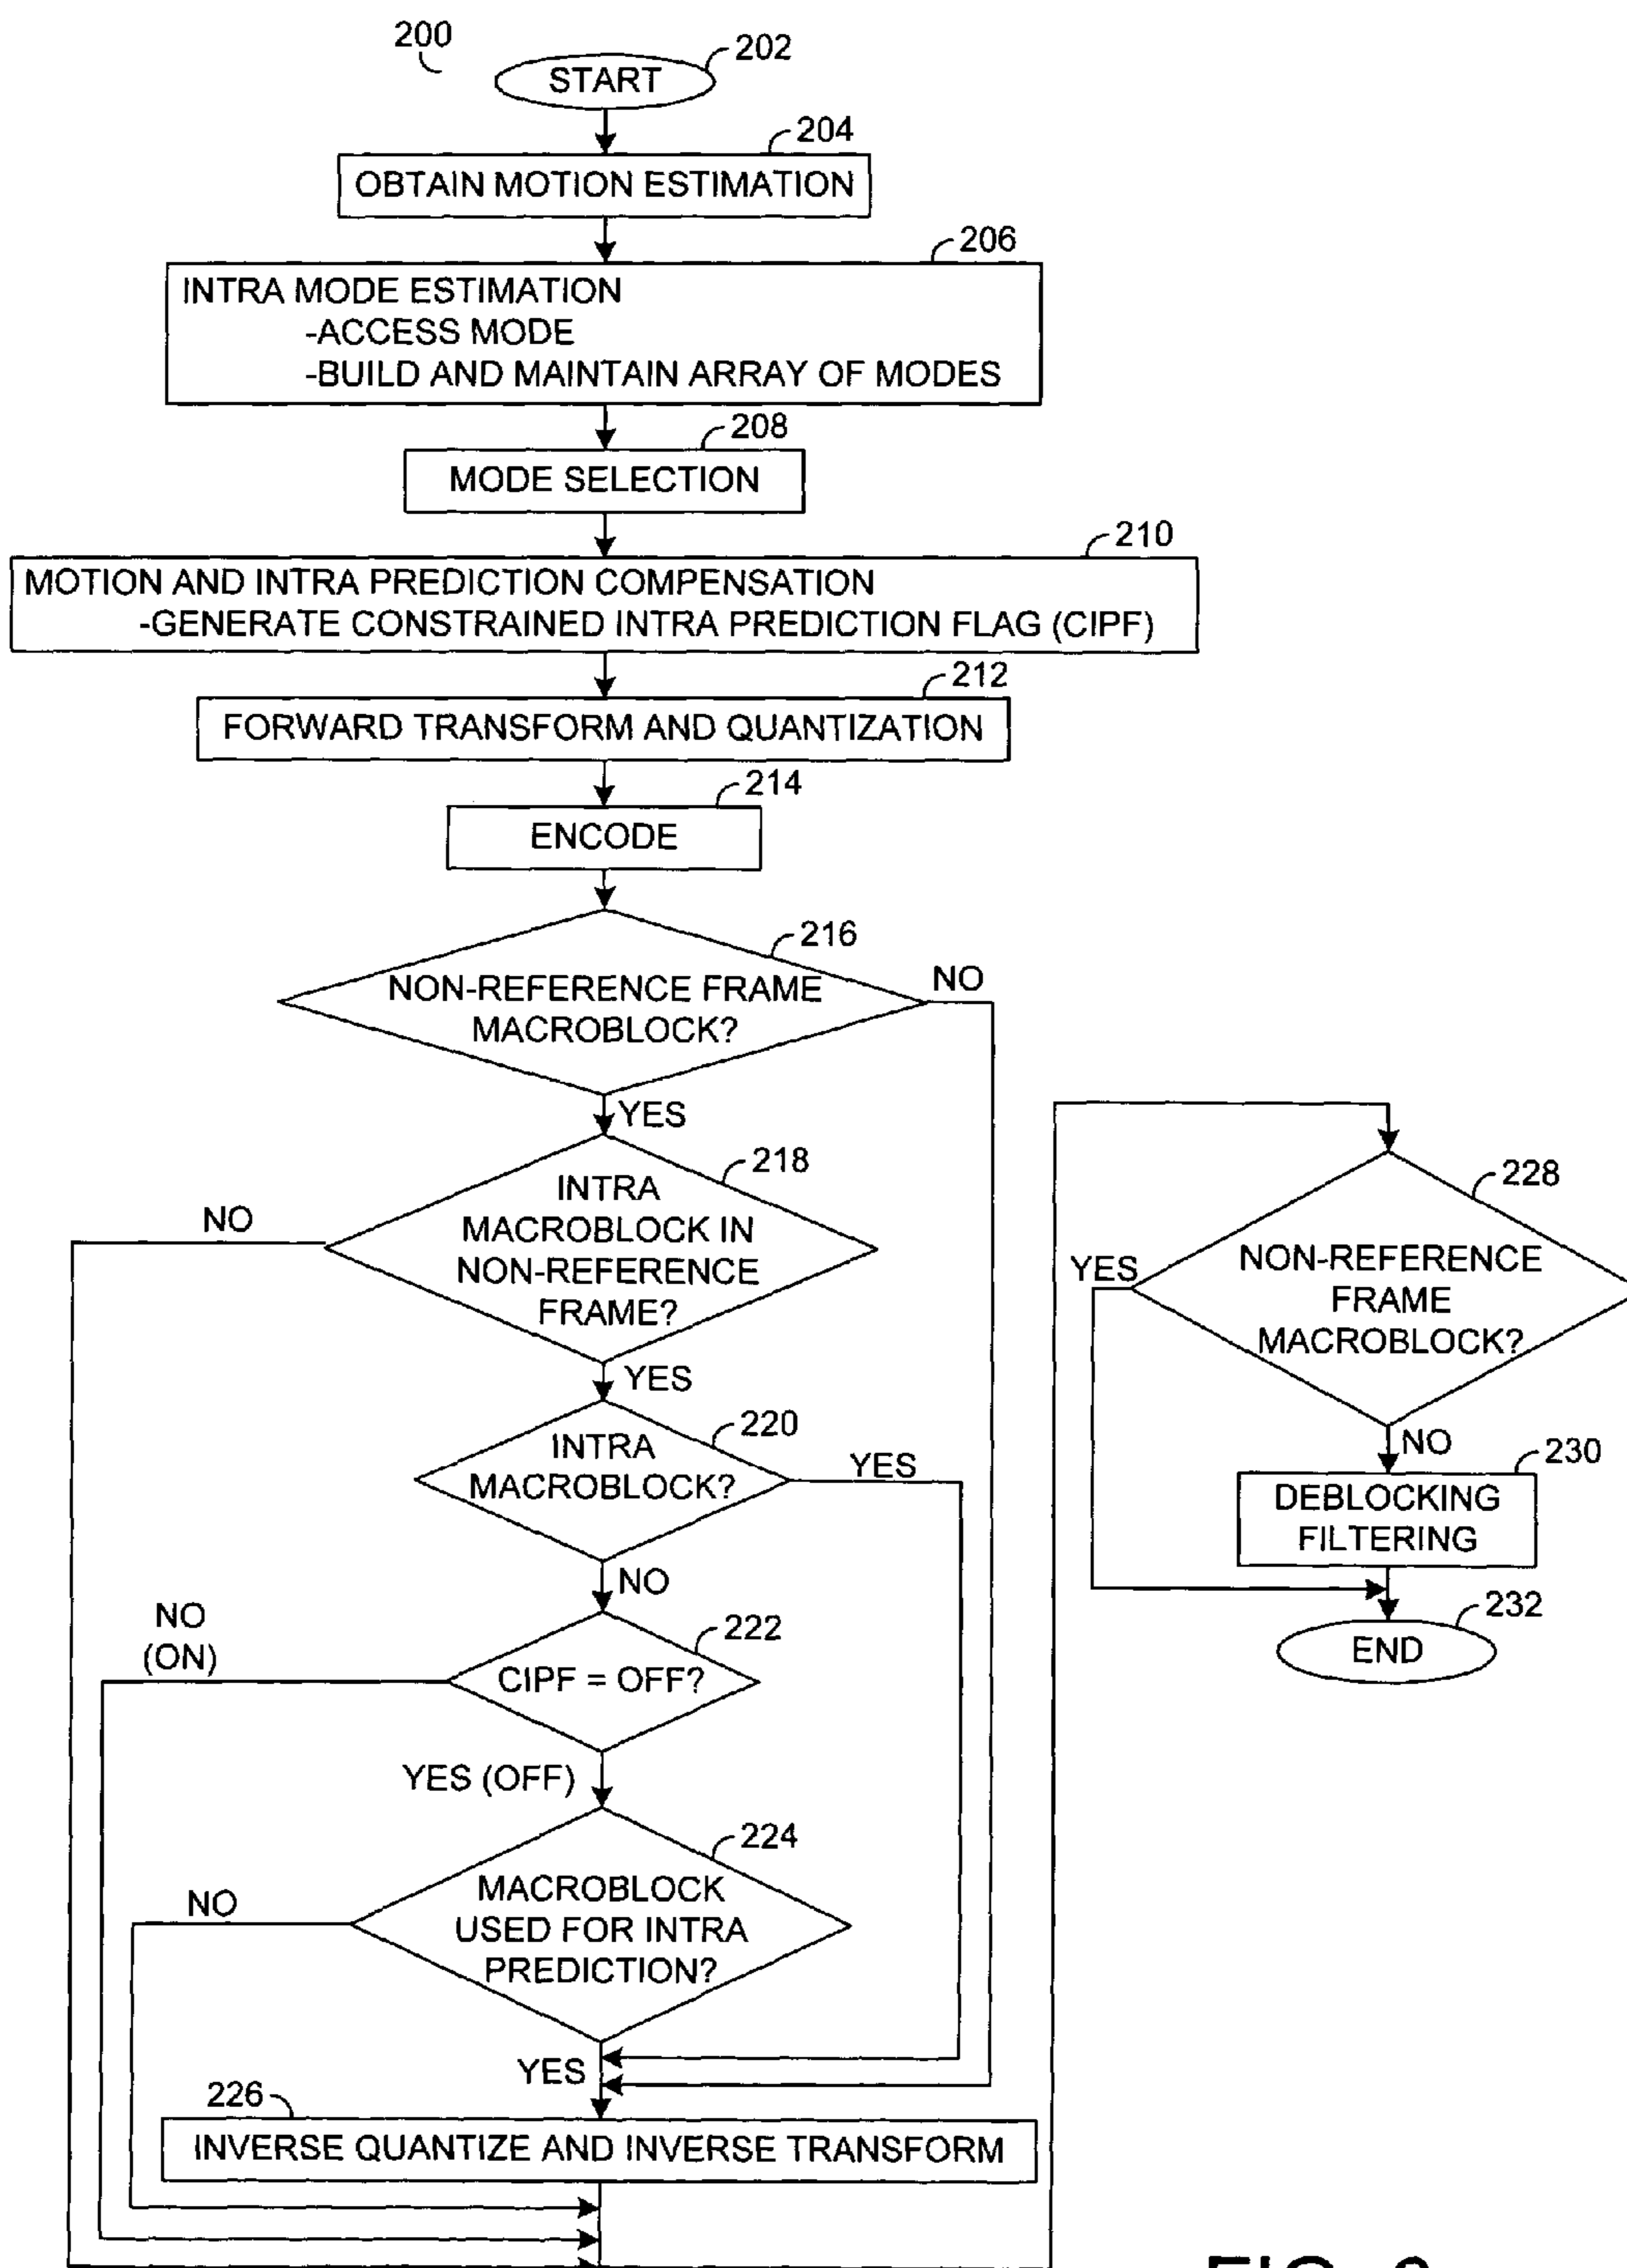 200
202
START
204
OBTAIN MOTION ESTIMATION
206
INTRA MODE ESTIMATION
-ACCESS MODE
-BUILD AND MAINTAIN ARRAY OF MODES
208
MODE SELECTION
210
MOTION AND INTRA PREDICTION COMPENSATION
-GENERATE CONSTRAINED INTRA PREDICTION FLAG (CIPF)
212
FORWARD TRANSFORM AND QUANTIZATION
214
ENCODE
216
NON-REFERENCE FRAME
MACROBLOCK?
NO
YES
218
INTRA
MACROBLOCK IN
NON-REFERENCE
FRAME?
NO
YES
220
INTRA
MACROBLOCK?
YES
NO
222
CIPF = OFF?
NO
(ON)
YES (OFF)
224
MACROBLOCK
USED FOR INTRA
PREDICTION?
NO
YES
226
INVERSE QUANTIZE AND INVERSE TRANSFORM
228
NON-REFERENCE
FRAME
MACROBLOCK?
YES
NO
230
DEBLOCKING
FILTERING
232
END